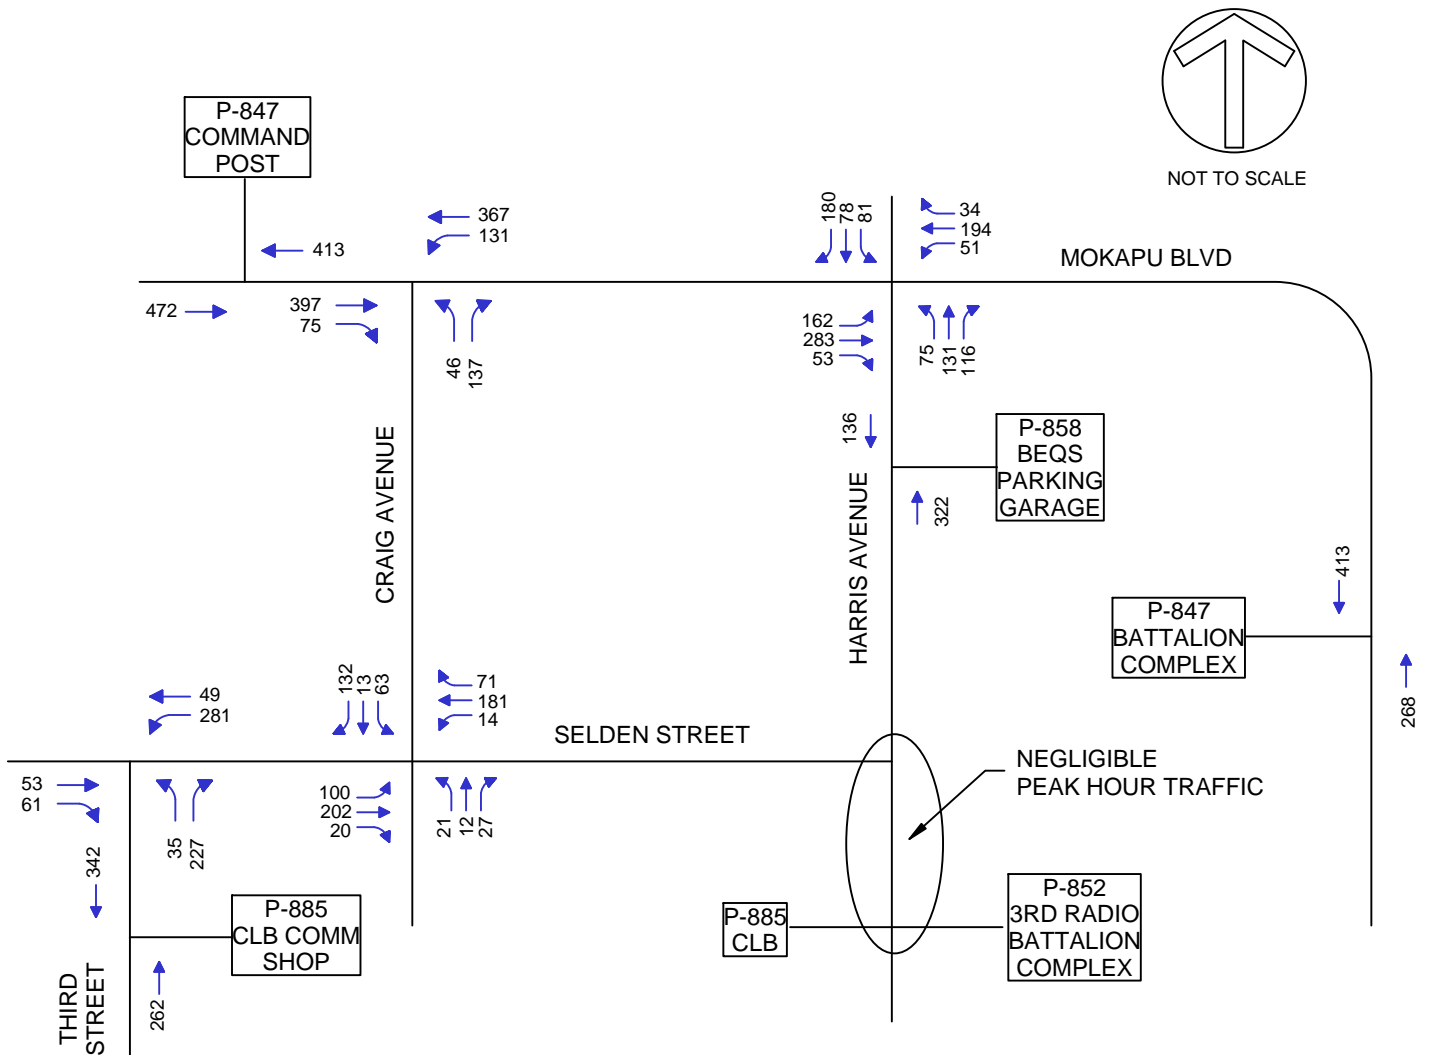 P-847
COMMAND
POST
NOT TO SCALE
367
131
413
180
78
81
34
194
51
MOKAPU BLVD
472
397
75
46
137
162
283
53
75
131
116
136
P-858
BEQS
PARKING
GARAGE
322
CRAIG AVENUE
HARRIS AVENUE
413
P-847
BATTALION
COMPLEX
268
49
281
132
13
63
71
181
14
SELDEN STREET
NEGLIGIBLE
PEAK HOUR TRAFFIC
53
61
35
227
100
202
20
21
12
27
342
P-885
CLB COMM
SHOP
P-885
CLB
P-852
3RD RADIO
BATTALION
COMPLEX
262
THIRD
STREET